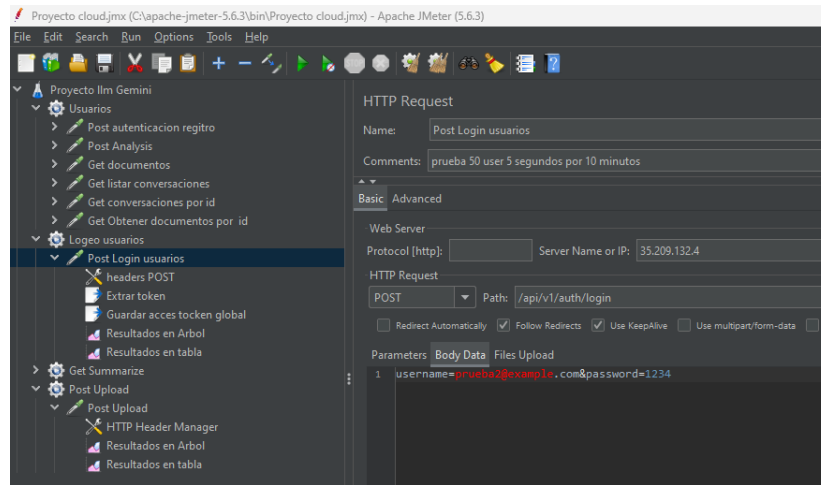 Proyecto cloud.jmx (C:\apache-jmeter-5.6.3\bin\Proyecto cloud.jmx) - Apache JMeter (5.6.3)
File Edit Search Run Options Tools Help
Proyecto llm Gemini
Usuarios
Post autenticacion regitro
Post Analysis
Get documentos
Get listar conversaciones
Get conversaciones por id
Get Obtener documentos por id
Logeo usuarios
Post Login usuarios
headers POST
Extrar token
Guardar acces tocken global
Resultados en Arbol
Resultados en tabla
Get Summarize
Post Upload
Post Upload
HTTP Header Manager
Resultados en Arbol
Resultados en tabla
HTTP Request
Name: Post Login usuarios
Comments: prueba 50 user 5 segundos por 10 minutos
Basic Advanced
Web Server
Protocol [http]: Server Name or IP: 35.209.132.4
HTTP Request
POST Path: /api/v1/auth/login
Redirect Automatically Follow Redirects Use KeepAlive Use multipart/form-data
Parameters Body Data Files Upload
1 username=prueba2@example.com&password=1234